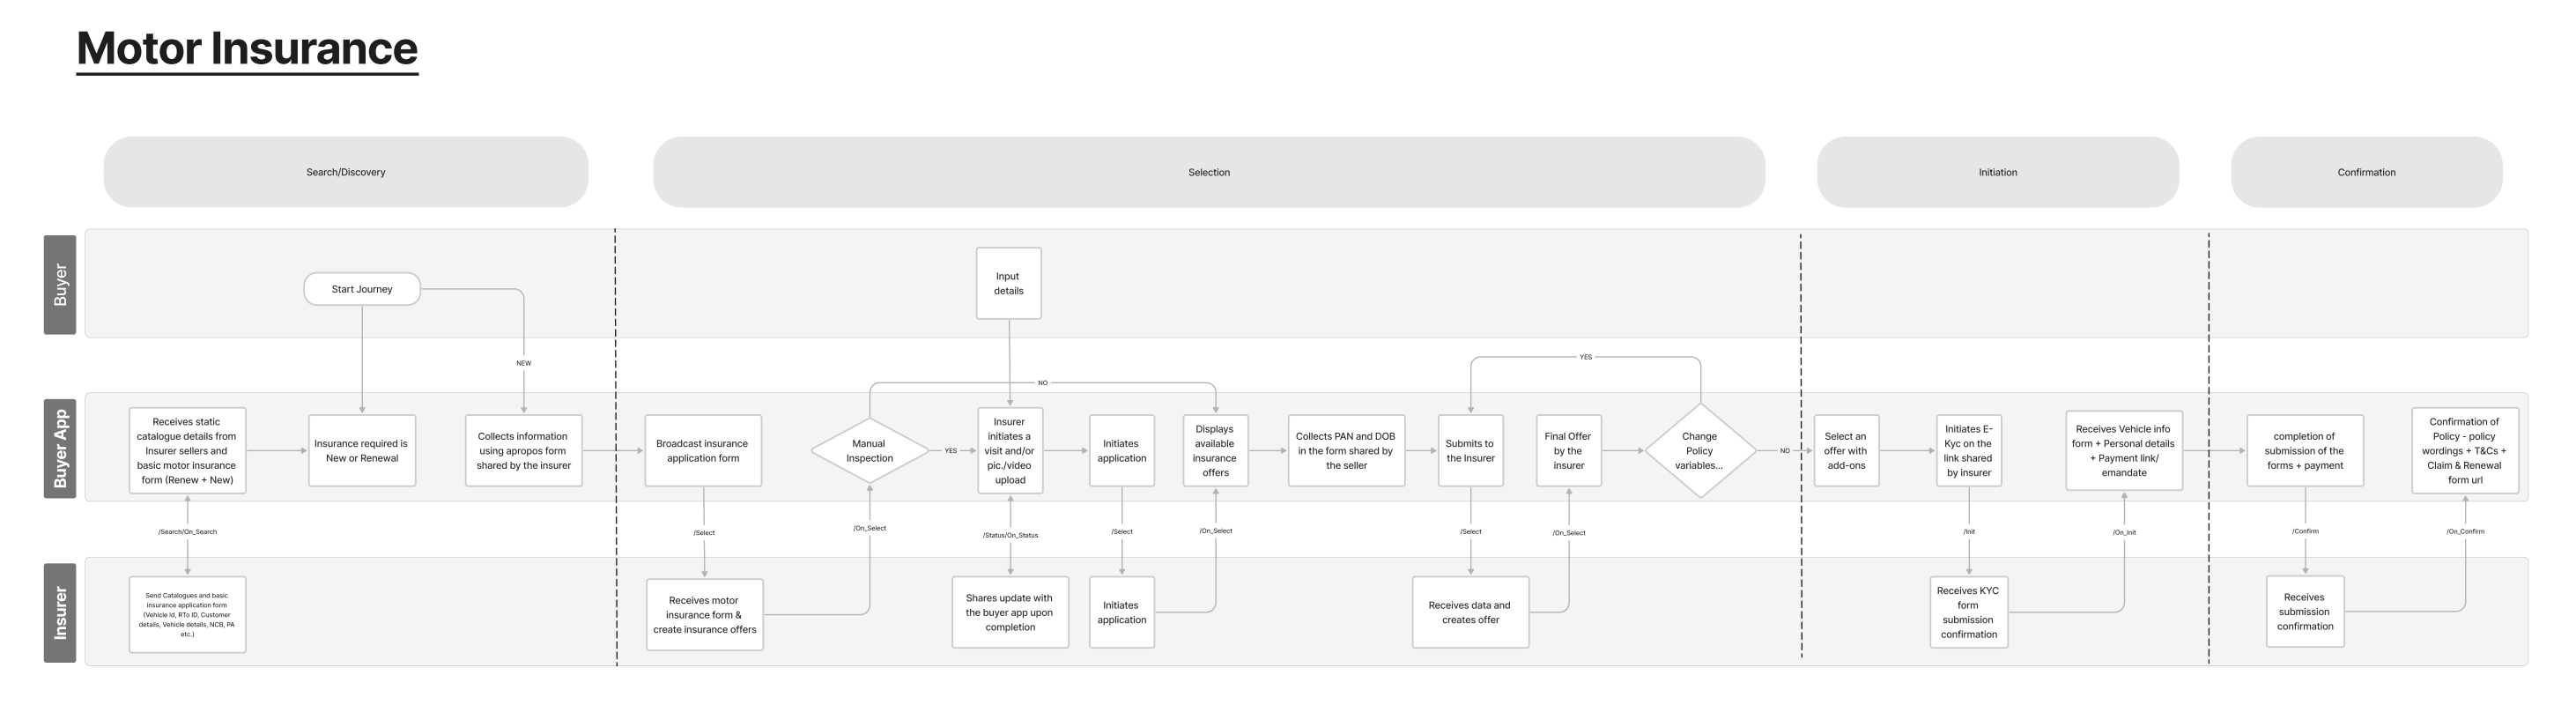 Motor Insurance
Search/Discovery
Selection
Initiation
Confirmation
Buyer
Start Journey
Input
details
NEW
YES
NO
Buyer App
Receives static
catalogue details from
Insurer sellers and
basic motor insurance
form (Renew + New)
Insurance required is
New or Renewal
Collects information
using apropos form
shared by the insurer
Broadcast insurance
application form
Manual
Inspection
YES
Insurer
initiates a
visit and/or
pic./video
upload
Initiates
application
Displays
available
insurance
offers
Collects PAN and DOB
in the form shared by
the seller
Submits to
the Insurer
Final Offer
by the
insurer
Change
Policy
variables...
NO
Select an
offer with
add-ons
Initiates E-
Kyc on the
link shared
by insurer
Receives Vehicle info
form + Personal details
+ Payment link/
emandate
completion of
submission of the
forms + payment
Confirmation of
Policy - policy
wordings + T&Cs +
Claim & Renewal
form url
/Search/On_Search
/Select
/On_Select
/Status/On_Status
/Select
/On_Select
/Select
/On_Select
/Init
/On_Init
/Confirm
/On_Confirm
Insurer
Send Catalogues and basic
insurance application form
(Vehicle Id, RTo ID, Customer
details, Vehicle details, NCB, PA
etc.)
Receives motor
insurance form &
create insurance offers
Shares update with
the buyer app upon
completion
Initiates
application
Receives data and
creates offer
Receives KYC
form
submission
confirmation
Receives
submission
confirmation